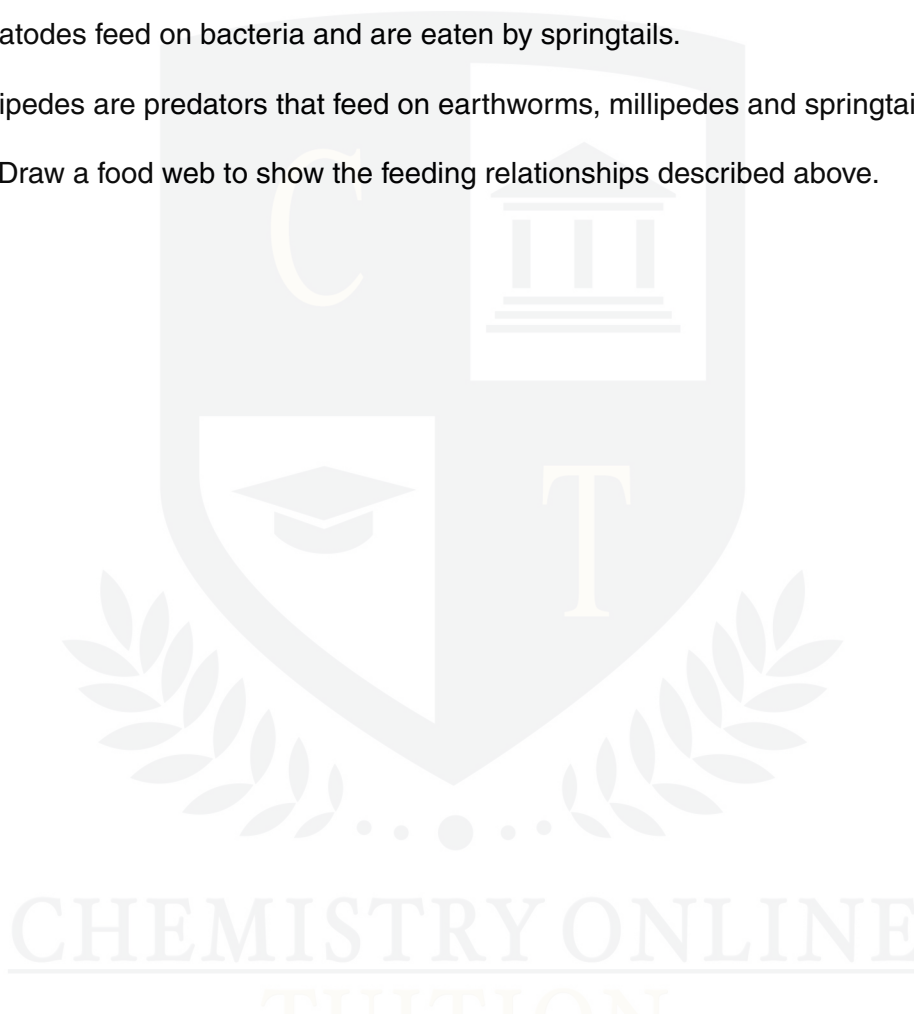 atodes feed on bacteria and are eaten by springtails.
ipedes are predators that feed on earthworms, millipedes and springtai
Draw a food web to show the feeding relationships described above.
C
T
CHEMISTRY ONLINE
TUITION